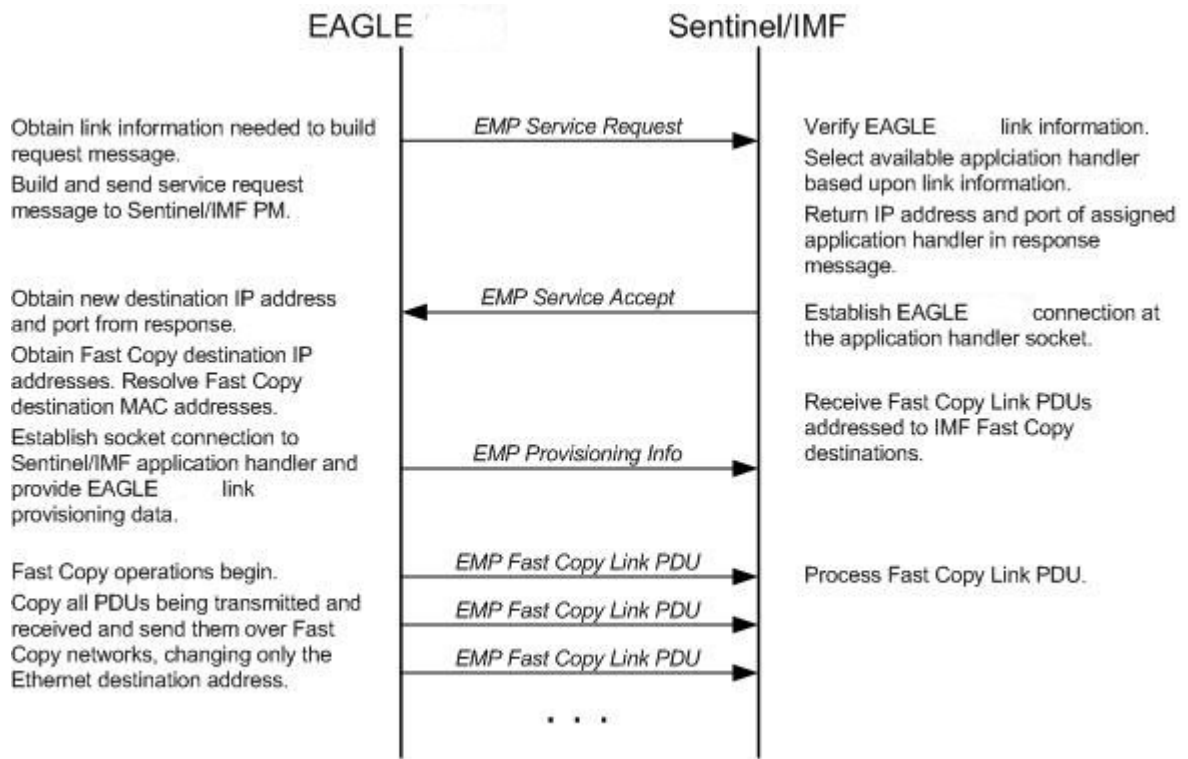 EAGLE
Sentinel/IMF
Obtain link information needed to build
request message.
Build and send service request
message to Sentinel/IMF PM.
EMP Service Request
Verify EAGLE link information.
Select available applciation handler
based upon link information.
Return IP address and port of assigned
application handler in response
message.
Obtain new destination IP address
and port from response.
Obtain Fast Copy destination IP
addresses. Resolve Fast Copy
destination MAC addresses.
Establish socket connection to
Sentinel/IMF application handler and
provide EAGLE link
provisioning data.
EMP Service Accept
Establish EAGLE connection at
the application handler socket.
EMP Provisioning Info
Receive Fast Copy Link PDUs
addressed to IMF Fast Copy
destinations.
Fast Copy operations begin.
Copy all PDUs being transmitted and
received and send them over Fast
Copy networks, changing only the
Ethernet destination address.
EMP Fast Copy Link PDU
EMP Fast Copy Link PDU
EMP Fast Copy Link PDU
. . .
Process Fast Copy Link PDU.